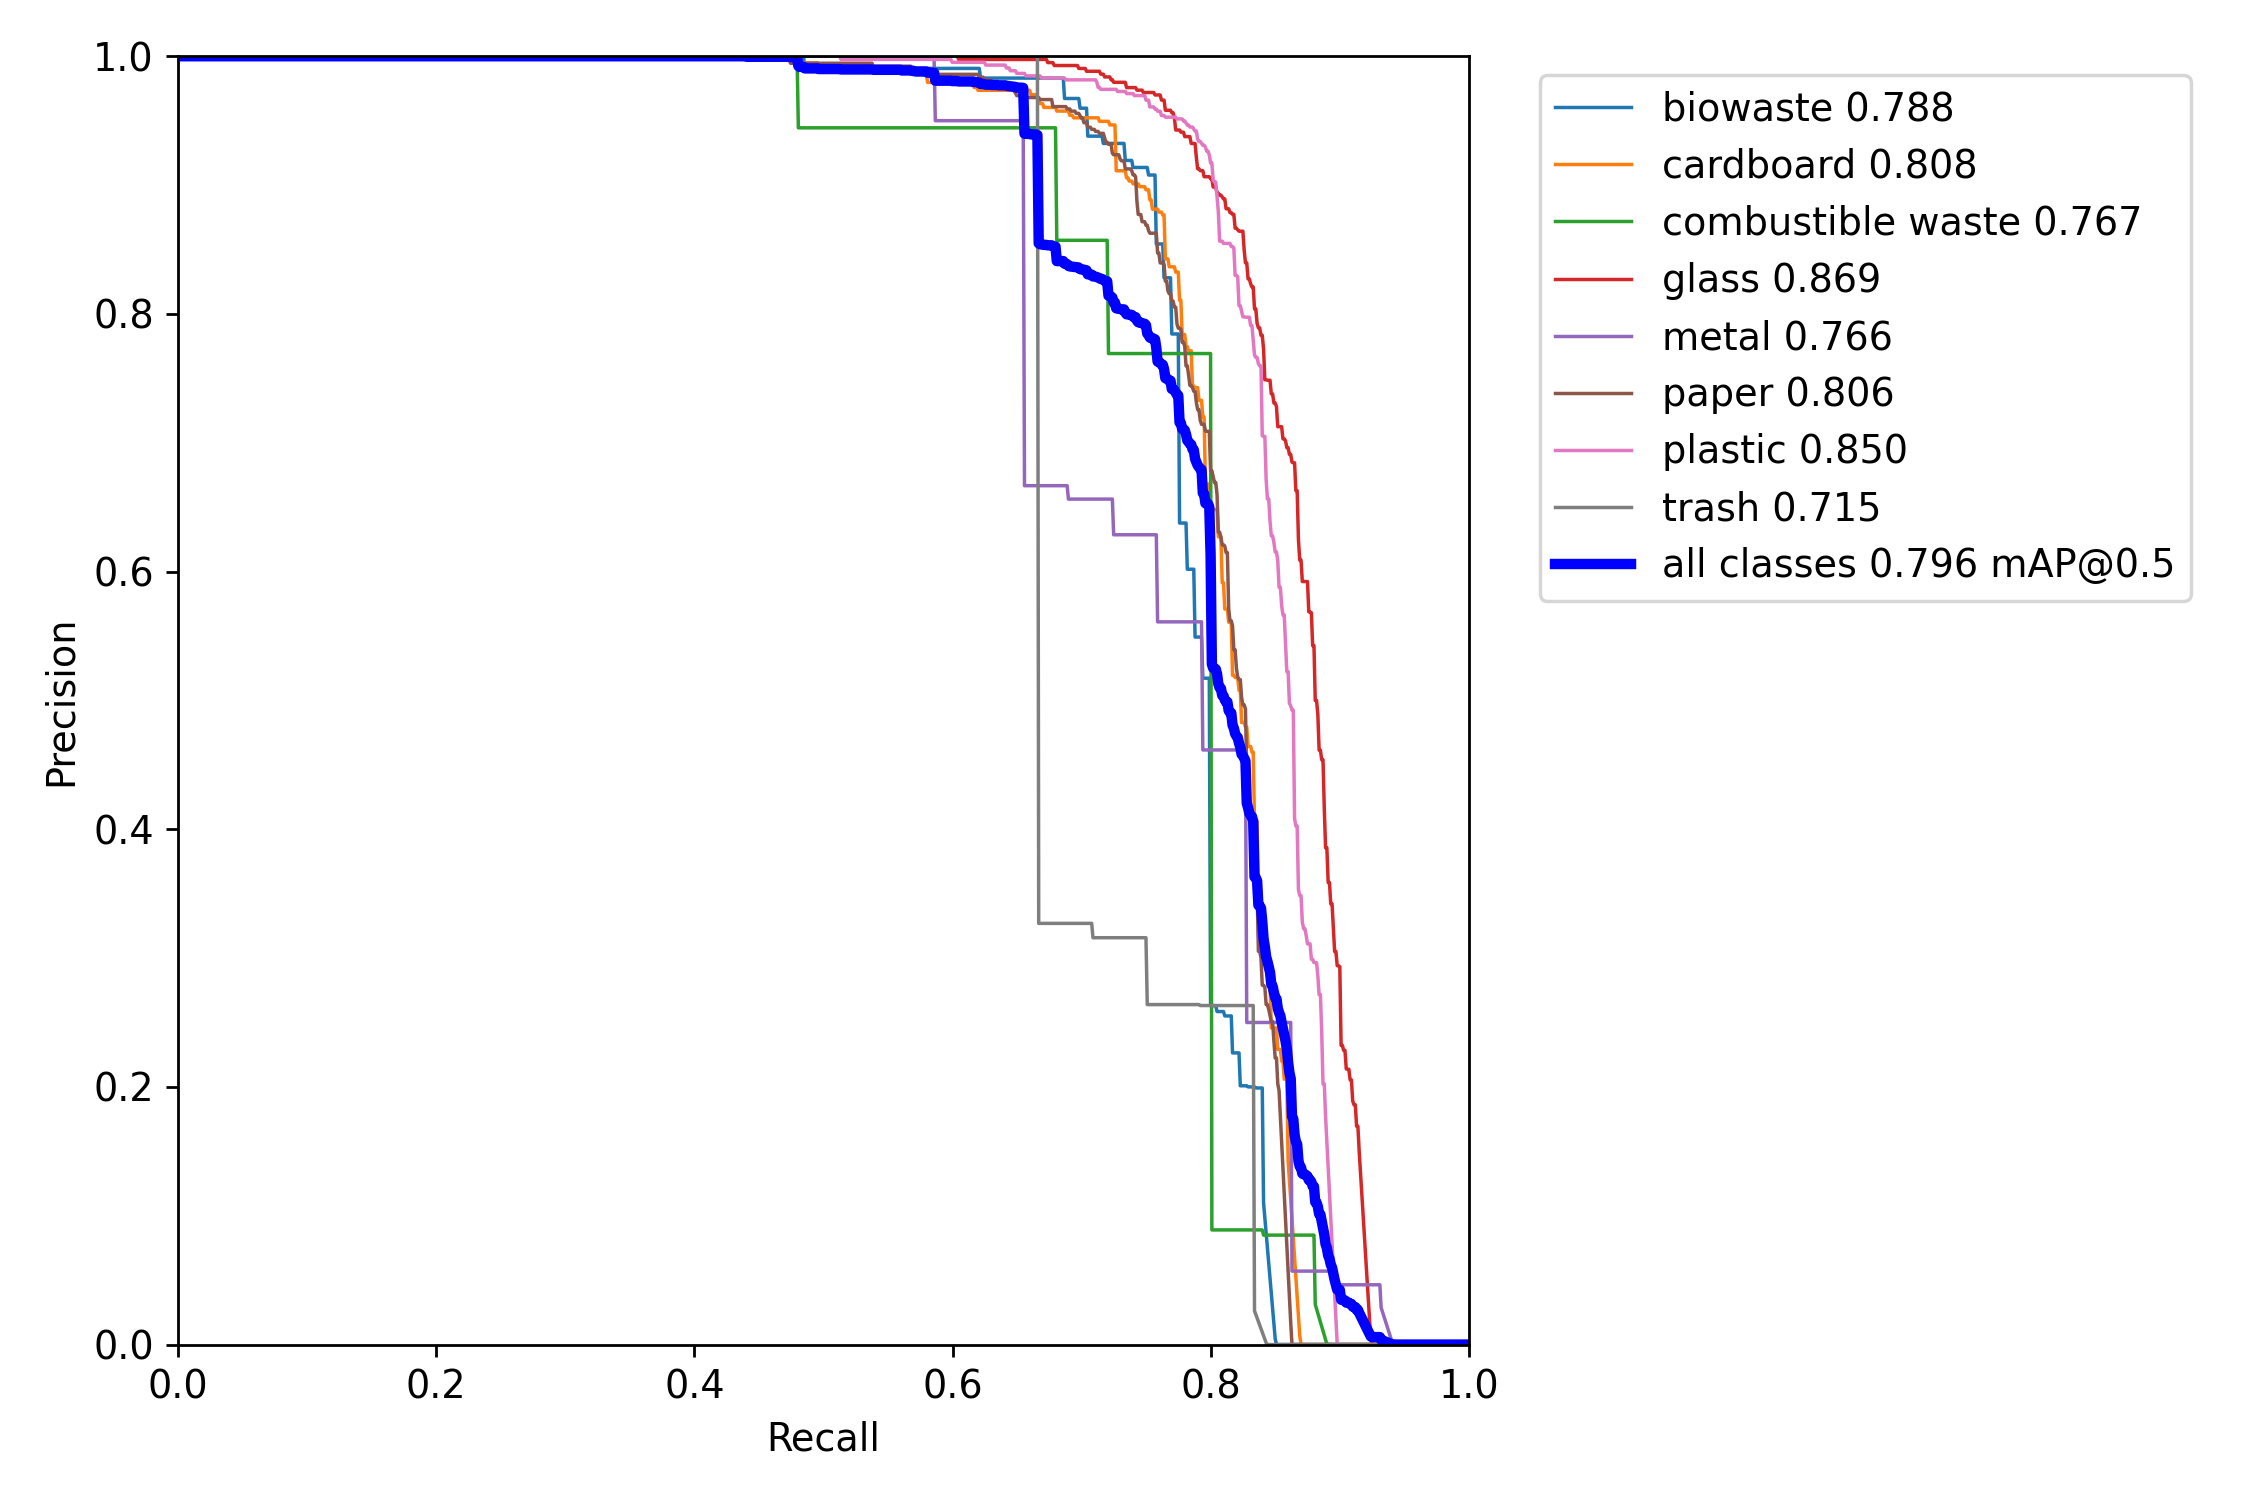 1.0
0.8
0.6
0.4
0.2
0.0
Precision
0.0 0.2 0.4 0.6 0.8 1.0
Recall
biowaste 0.788
cardboard 0.808
combustible waste 0.767
glass 0.869
metal 0.766
paper 0.806
plastic 0.850
trash 0.715
all classes 0.796 mAP@0.5